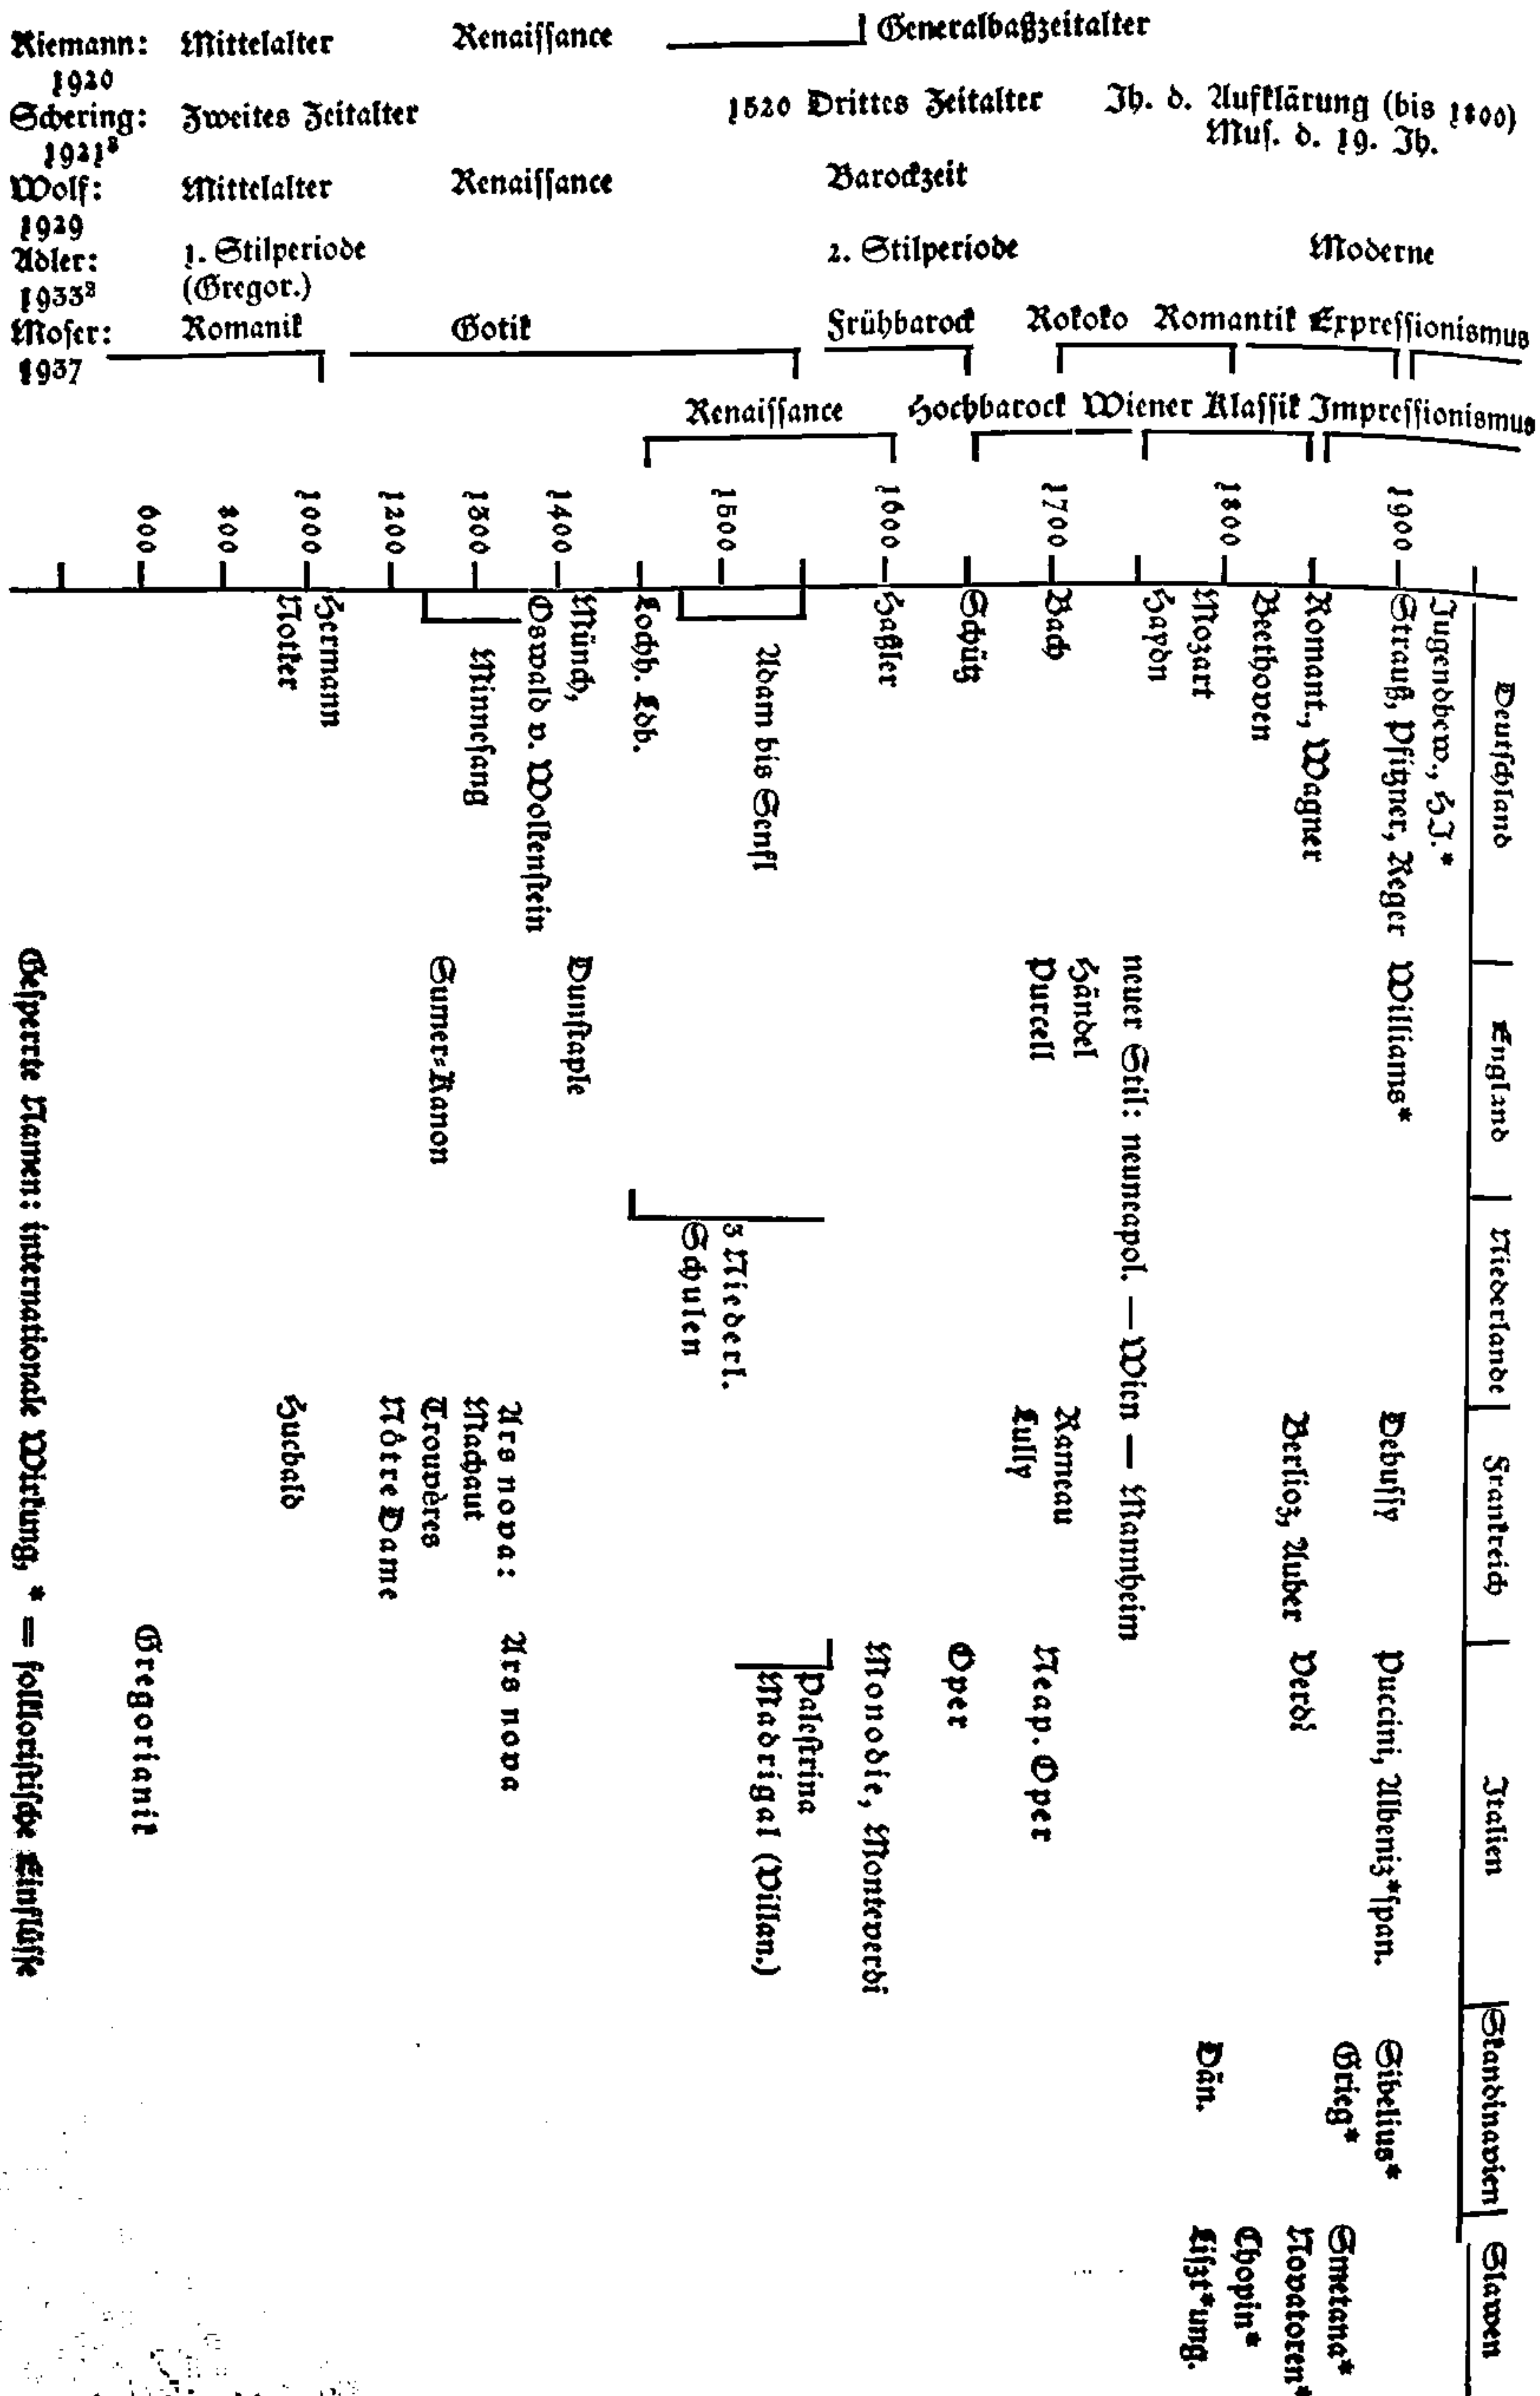 Riemann: Mittelalter Renaissance Generalbaßzeitalter
1920
Schering: Zweites Zeitalter 1520 Drittes Zeitalter Jh. d. Aufklärung (bis 1800)
1921³ Mus. d. 19. Jh.
Wolf: Mittelalter Renaissance Barockzeit
1929
Adler: 1. Stilperiode 2. Stilperiode Moderne
1933² (Gregor.)
Moser: Romanik Gotik Frühbarock Rokoko Romantik Expressionismus
1937
Renaissance Hochbarock Wiener Klassik Impressionismus
600 800 1000 1200 1300 1400 1500 1600 1700 1800 1900
Deutschland
Jugendbew., HJ.*
Strauß, Pfitzner, Reger
Romant., Wagner
Beethoven
Mozart
Haydn
Bach
Schütz
Haßler
Adam bis Senfl
Lochh. Ldb.
Münch,
Oswald v. Wolkenstein
Minnesang
Hermann
Notker
England
Williams*
neuer Stil: neuneapol. — Wien — Mannheim
Händel
Purcell
Dunstaple
Sumer-Kanon
Niederlande
3 Niederl.
Schulen
Frankreich
Debussy
Berlioz, Auber
Rameau
Lully
Ars nova:
Machaut
Trouvères
Nôtre Dame
Hucbald
Italien
Puccini, Albeniz*span.
Verdi
Neap. Oper
Oper
Monodie, Monteverdi
Palestrina
Madrigal (Villan.)
Ars nova
Gregorianik
Skandinavien
Sibelius*
Grieg*
Dän.
Slawen
Smetana*
Novatoren*
Chopin*
Liszt*ung.
Gesperrte Namen: internationale Wirkung, * = folkloristische Einflüsse